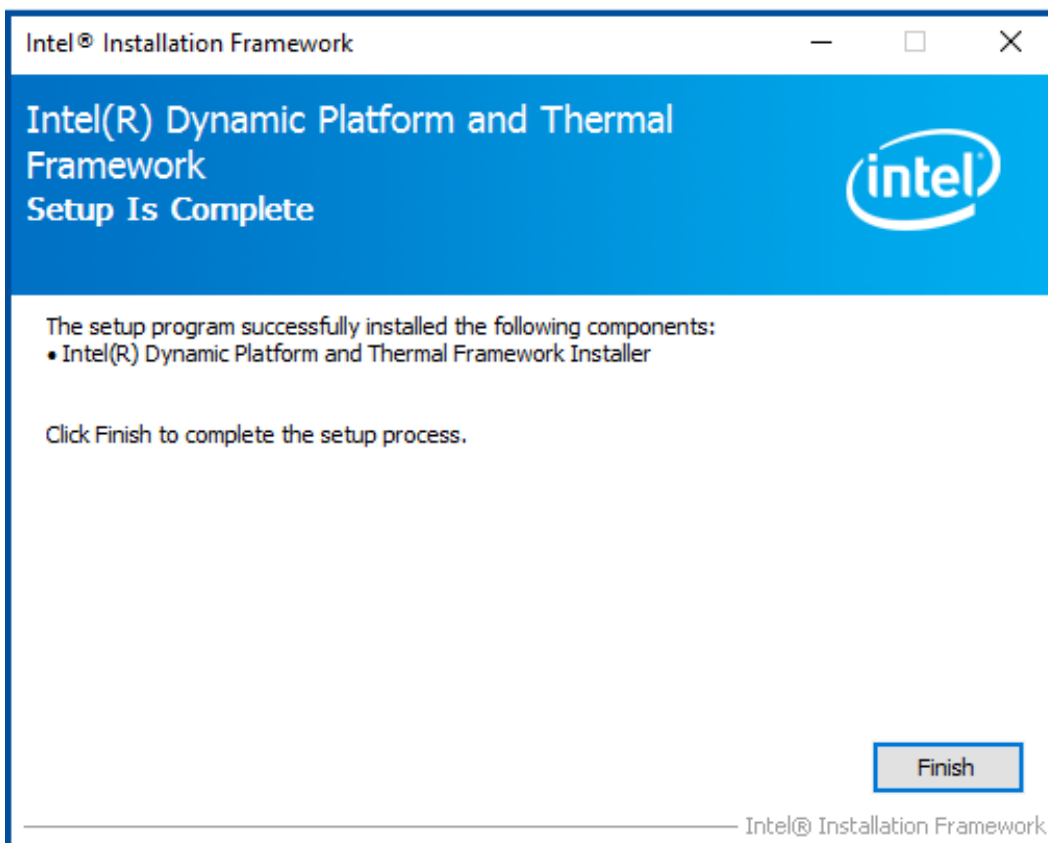 Intel® Installation Framework
Intel(R) Dynamic Platform and Thermal
Framework
Setup Is Complete
intel
The setup program successfully installed the following components:
• Intel(R) Dynamic Platform and Thermal Framework Installer
Click Finish to complete the setup process.
Finish
Intel® Installation Framework